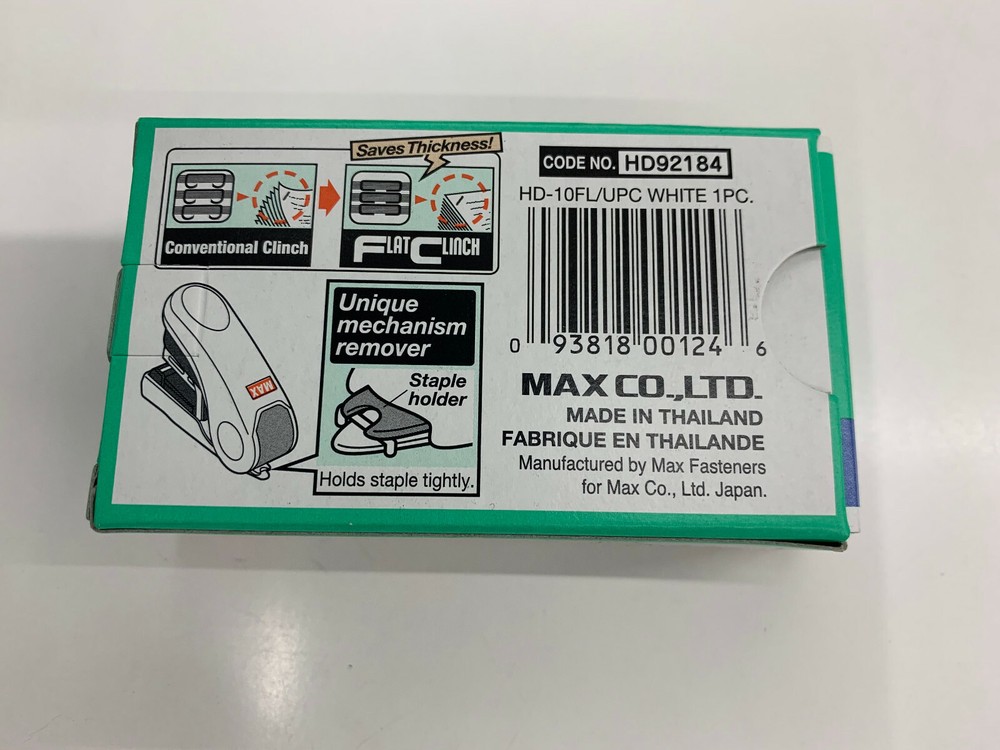 Saves Thickness!
Conventional Clinch
FLAT CLINCH
CODE NO. HD92184
HD-10FL/UPC WHITE 1PC.
0 93818 00124 6
MAX CO.,LTD.
MADE IN THAILAND
FABRIQUE EN THAILANDE
Manufactured by Max Fasteners
for Max Co., Ltd. Japan.
MAX
Unique
mechanism
remover
Staple
holder
Holds staple tightly.